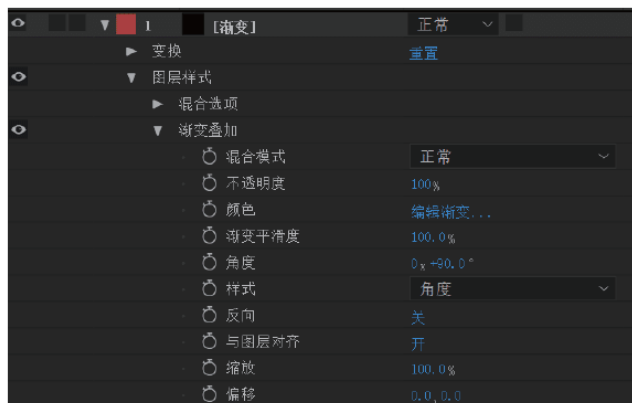 1 [渐变] 正常
变换 重置
图层样式
混合选项
渐变叠加
混合模式 正常
不透明度 100%
颜色 编辑渐变...
渐变平滑度 100.0%
角度 0x+90.0°
样式 角度
反向 关
与图层对齐 开
缩放 100.0%
偏移 0.0,0.0